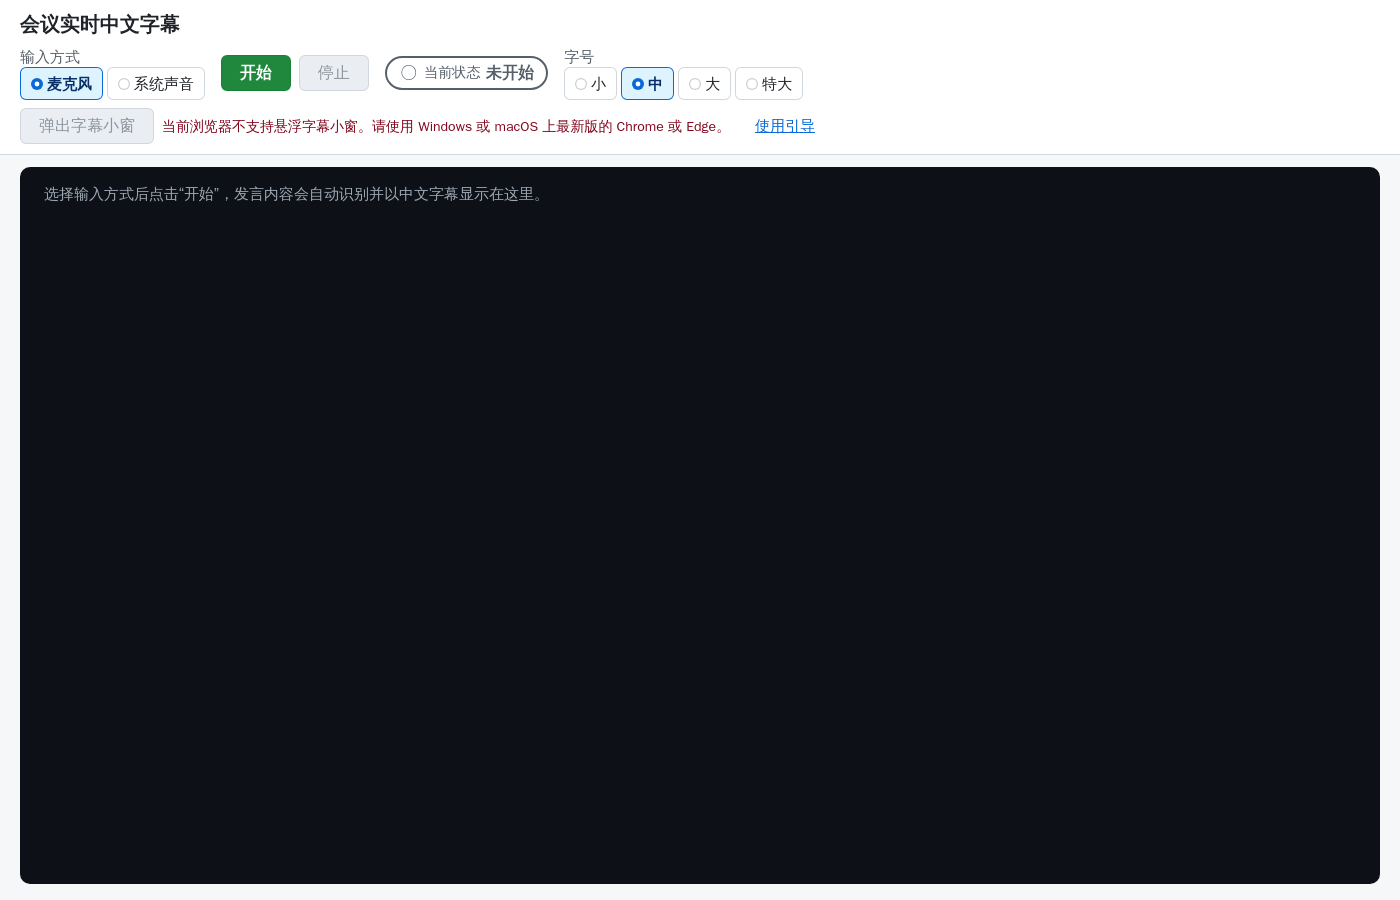 会议实时中文字幕
输入方式
麦克风
系统声音
开始
停止
当前状态 未开始
字号
小
中
大
特大
弹出字幕小窗
当前浏览器不支持悬浮字幕小窗。请使用 Windows 或 macOS 上最新版的 Chrome 或 Edge。
使用引导
选择输入方式后点击“开始”，发言内容会自动识别并以中文字幕显示在这里。